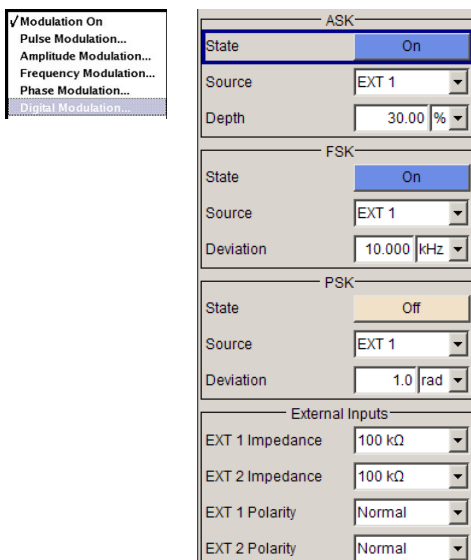 √Modulation On
Pulse Modulation...
Amplitude Modulation...
Frequency Modulation...
Phase Modulation...
Digital Modulation...
ASK
State On
Source EXT 1
Depth 30.00 %
FSK
State On
Source EXT 1
Deviation 10.000 kHz
PSK
State Off
Source EXT 1
Deviation 1.0 rad
External Inputs
EXT 1 Impedance 100 kΩ
EXT 2 Impedance 100 kΩ
EXT 1 Polarity Normal
EXT 2 Polarity Normal